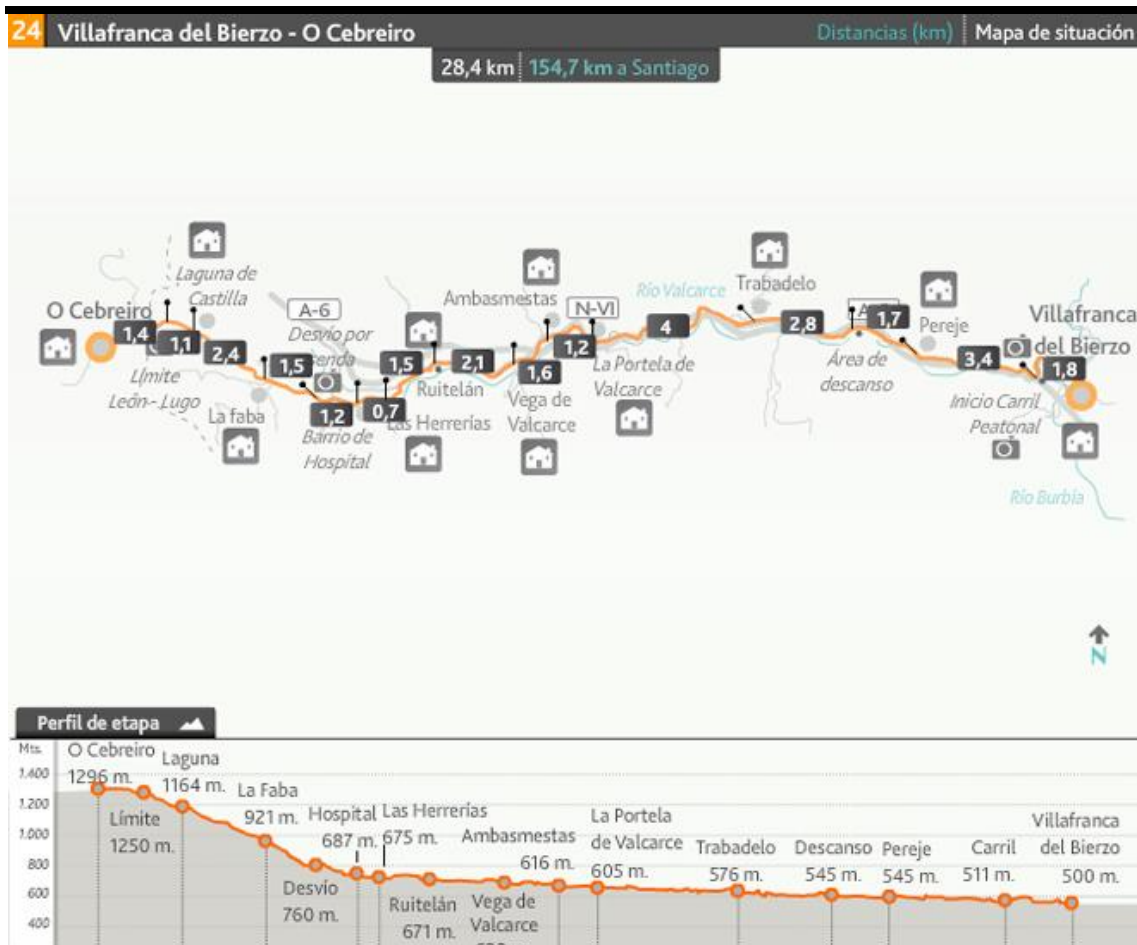 24 Villafranca del Bierzo - O Cebreiro
Distancias (km) Mapa de situación
28,4 km 154,7 km a Santiago
Laguna de
Castilla
O Cebreiro
1,4
1,1
2,4
Límite
León-Lugo
La faba
A-6
Desvío por
senda
1,5
1,2
Barrio de
Hospital
0,7
1,5
Las Herrerías
Ruitelán
2,1
Ambasmestas
1,6
Vega de
Valcarce
N-VI
1,2
La Portela de
Valcarce
4
Río Valcarce
Trabadelo
2,8
Área de
descanso
1,7
Pereje
3,4
Villafranca
del Bierzo
1,8
Inicio Carril
Peatonal
Río Burbia
N
Perfil de etapa
Mts.
1.400
1.200
1.000
800
600
400
O Cebreiro
1296 m.
Límite
1250 m.
Laguna
1164 m.
La Faba
921 m.
Desvío
760 m.
Hospital
687 m.
Las Herrerías
675 m.
Ruitelán
671 m.
Vega de
Valcarce
Ambasmestas
616 m.
La Portela
de Valcarce
605 m.
Trabadelo
576 m.
Descanso
545 m.
Pereje
545 m.
Carril
511 m.
Villafranca
del Bierzo
500 m.